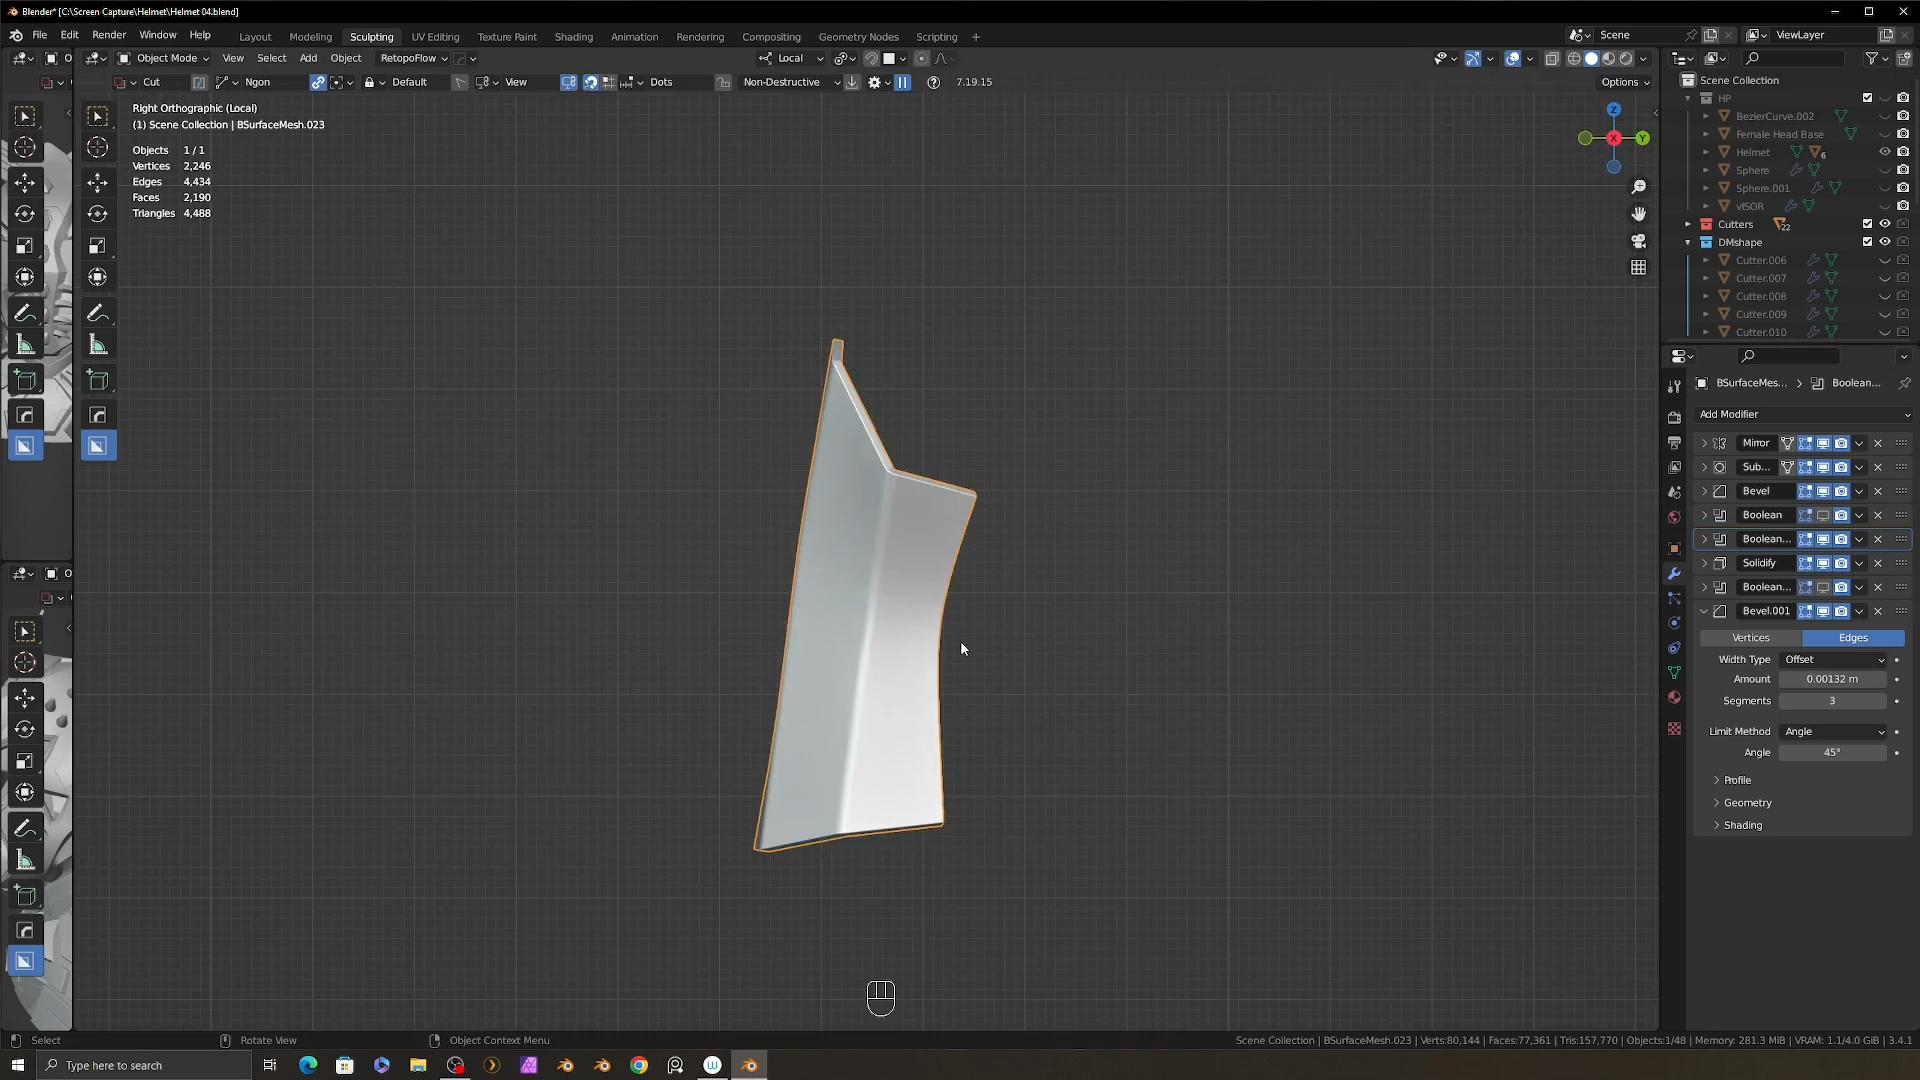 Blender* [C:\Screen Capture\Helmet\Helmet 04.blend]
File Edit Render Window Help
Layout Modeling Sculpting UV Editing Texture Paint Shading Animation Rendering Compositing Geometry Nodes Scripting +
Scene
ViewLayer
Object Mode View Select Add Object RetopoFlow
Local
Cut Ngon Default View Dots Non-Destructive 7.19.15
Options
Right Orthographic (Local)
(1) Scene Collection | BSurfaceMesh.023
Objects 1 / 1
Vertices 2,246
Edges 4,434
Faces 2,190
Triangles 4,488
Z
X
Y
Scene Collection
HP
BezierCurve.002
Female Head Base
Helmet 6
Sphere
Sphere.001
vISOR
Cutters 22
DMshape
Cutter.006
Cutter.007
Cutter.008
Cutter.009
Cutter.010
BSurfaceMes... > Boolean...
Add Modifier
Mirror
Sub...
Bevel
Boolean
Boolean...
Solidify
Boolean...
Bevel.001
Vertices Edges
Width Type Offset
Amount 0.00132 m
Segments 3
Limit Method Angle
Angle 45°
Profile
Geometry
Shading
Select Rotate View Object Context Menu
Scene Collection | BSurfaceMesh.023 | Verts:80,144 | Faces:77,361 | Tris:157,770 | Objects:1/48 | Memory: 281.3 MiB | VRAM: 1.1/4.0 GiB | 3.4.1
Type here to search